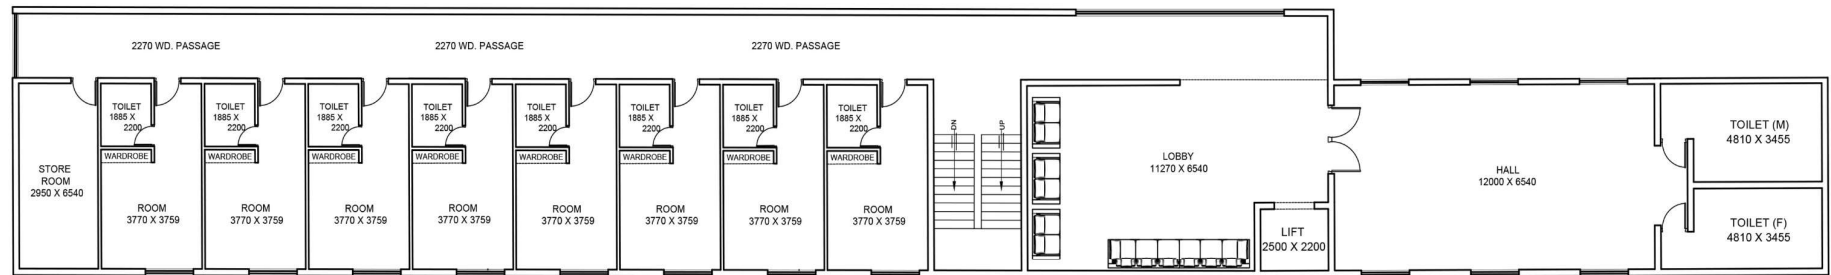 2270 WD. PASSAGE
2270 WD. PASSAGE
2270 WD. PASSAGE
STORE
ROOM
2950 X 6540
TOILET
1885 X
2200
WARDROBE
ROOM
3770 X 3759
TOILET
1885 X
2200
WARDROBE
ROOM
3770 X 3759
TOILET
1885 X
2200
WARDROBE
ROOM
3770 X 3759
TOILET
1885 X
2200
WARDROBE
ROOM
3770 X 3759
TOILET
1885 X
2200
WARDROBE
ROOM
3770 X 3759
TOILET
1885 X
2200
WARDROBE
ROOM
3770 X 3759
TOILET
1885 X
2200
WARDROBE
ROOM
3770 X 3759
TOILET
1885 X
2200
WARDROBE
ROOM
3770 X 3759
DN
UP
LOBBY
11270 X 6540
LIFT
2500 X 2200
HALL
12000 X 6540
TOILET (M)
4810 X 3455
TOILET (F)
4810 X 3455